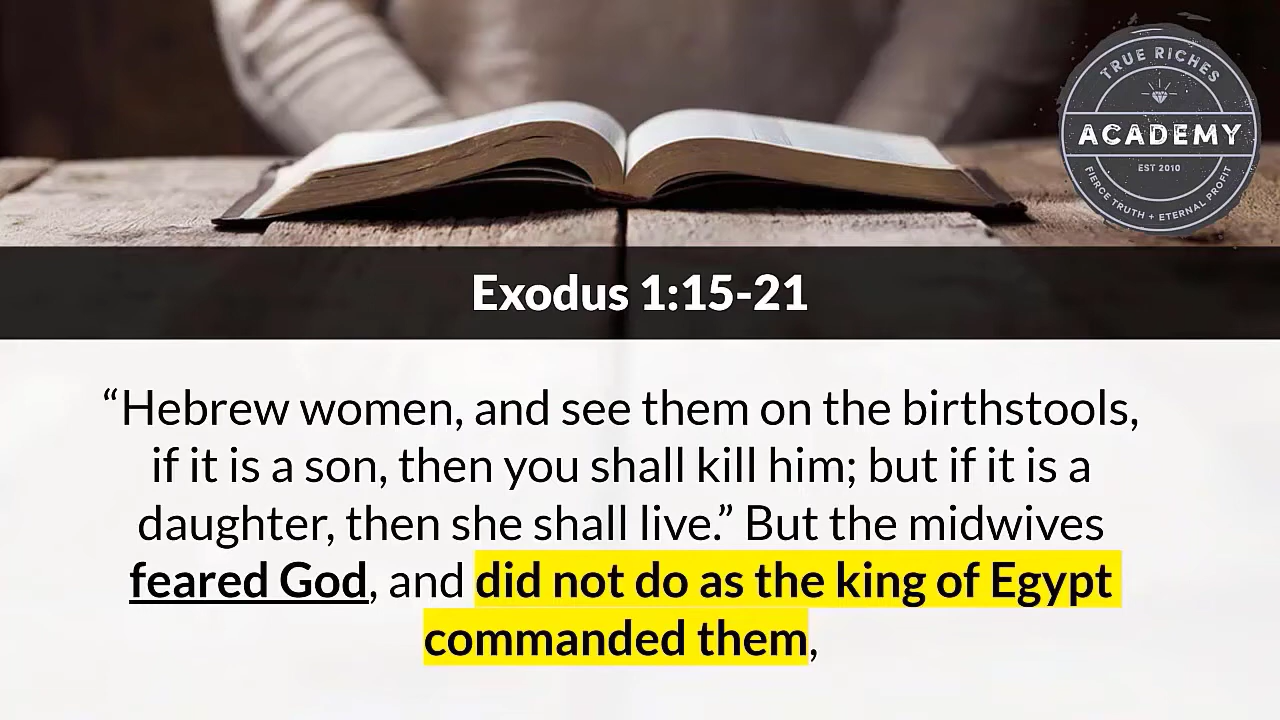 TRUE RICHES
ACADEMY
EST 2010
FIERCE TRUTH + ETERNAL PROFIT
Exodus 1:15-21
“Hebrew women, and see them on the birthstools,
if it is a son, then you shall kill him; but if it is a
daughter, then she shall live.” But the midwives
feared God, and did not do as the king of Egypt
commanded them,